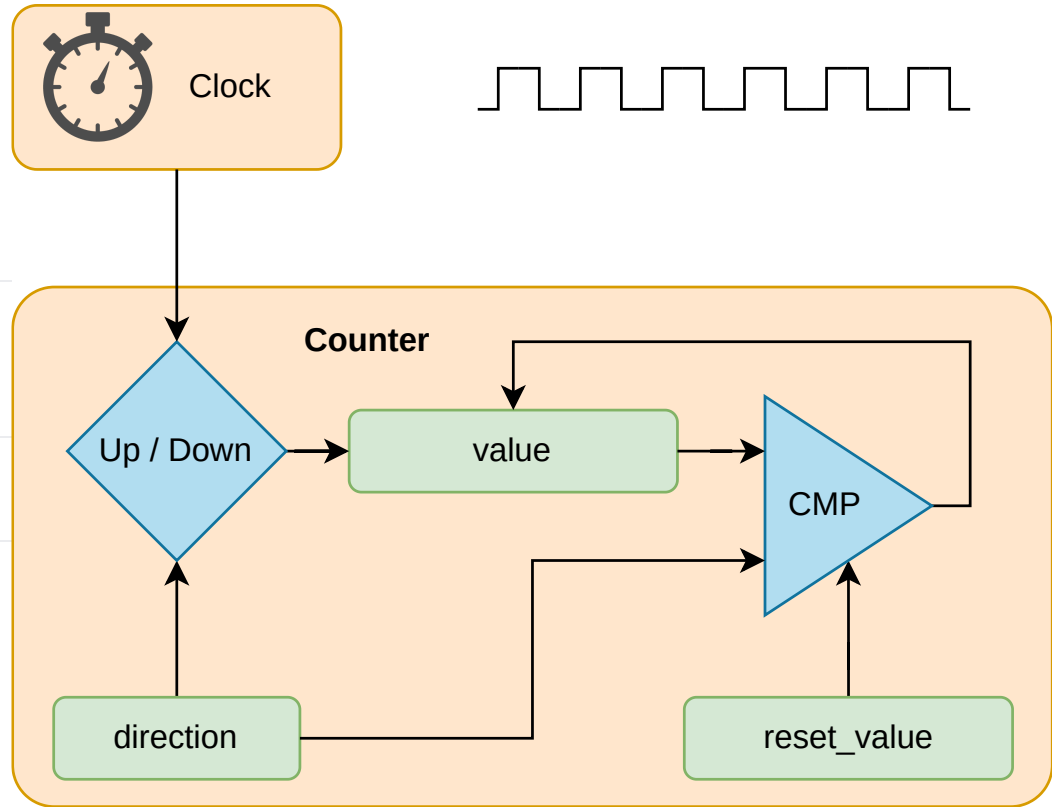 Clock
Counter
Up / Down
value
CMP
direction
reset_value